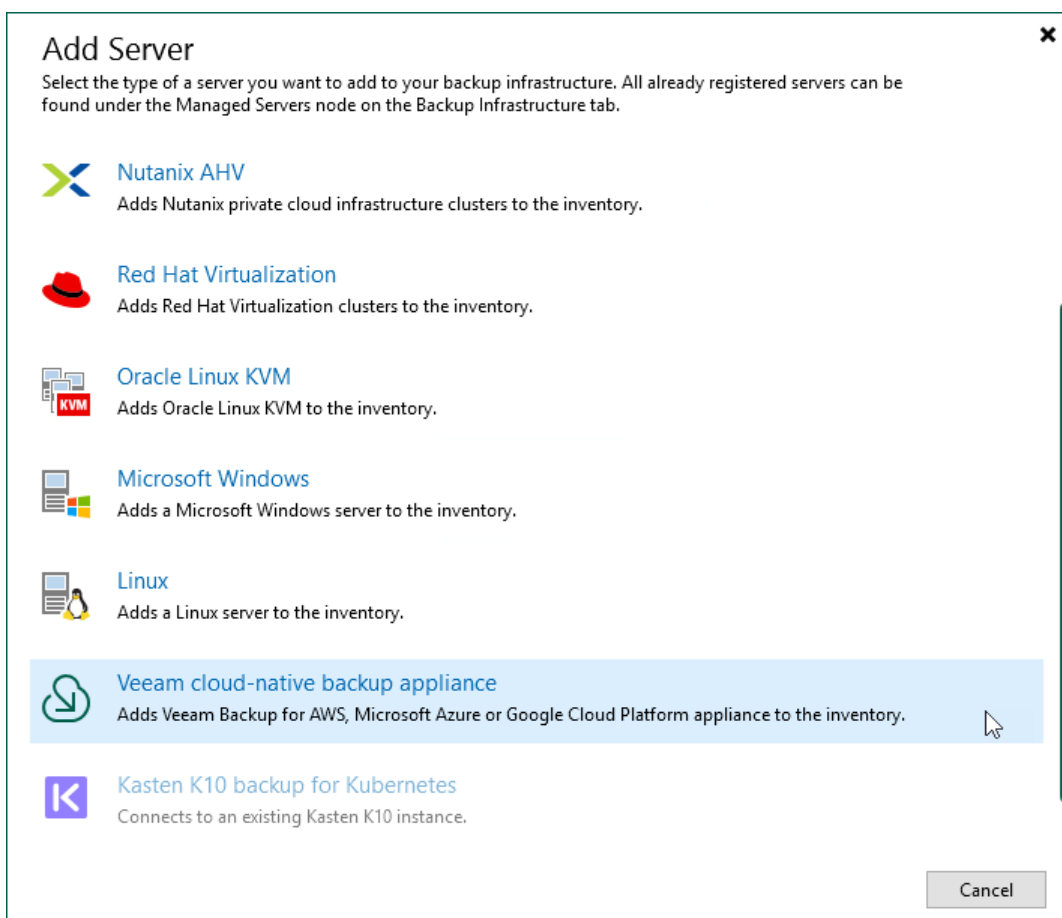 Add Server
Select the type of a server you want to add to your backup infrastructure. All already registered servers can be
found under the Managed Servers node on the Backup Infrastructure tab.
Nutanix AHV
Adds Nutanix private cloud infrastructure clusters to the inventory.
Red Hat Virtualization
Adds Red Hat Virtualization clusters to the inventory.
Oracle Linux KVM
KVM
Adds Oracle Linux KVM to the inventory.
Microsoft Windows
Adds a Microsoft Windows server to the inventory.
Linux
Adds a Linux server to the inventory.
Veeam cloud-native backup appliance
Adds Veeam Backup for AWS, Microsoft Azure or Google Cloud Platform appliance to the inventory.
Kasten K10 backup for Kubernetes
Connects to an existing Kasten K10 instance.
Cancel